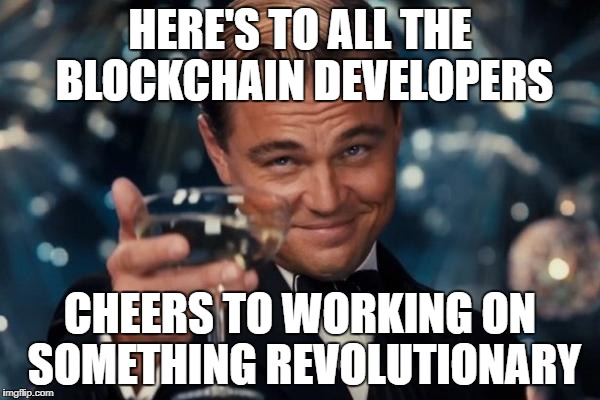 HERE'S TO ALL THE
BLOCKCHAIN DEVELOPERS
CHEERS TO WORKING ON
SOMETHING REVOLUTIONARY
imgflip.com